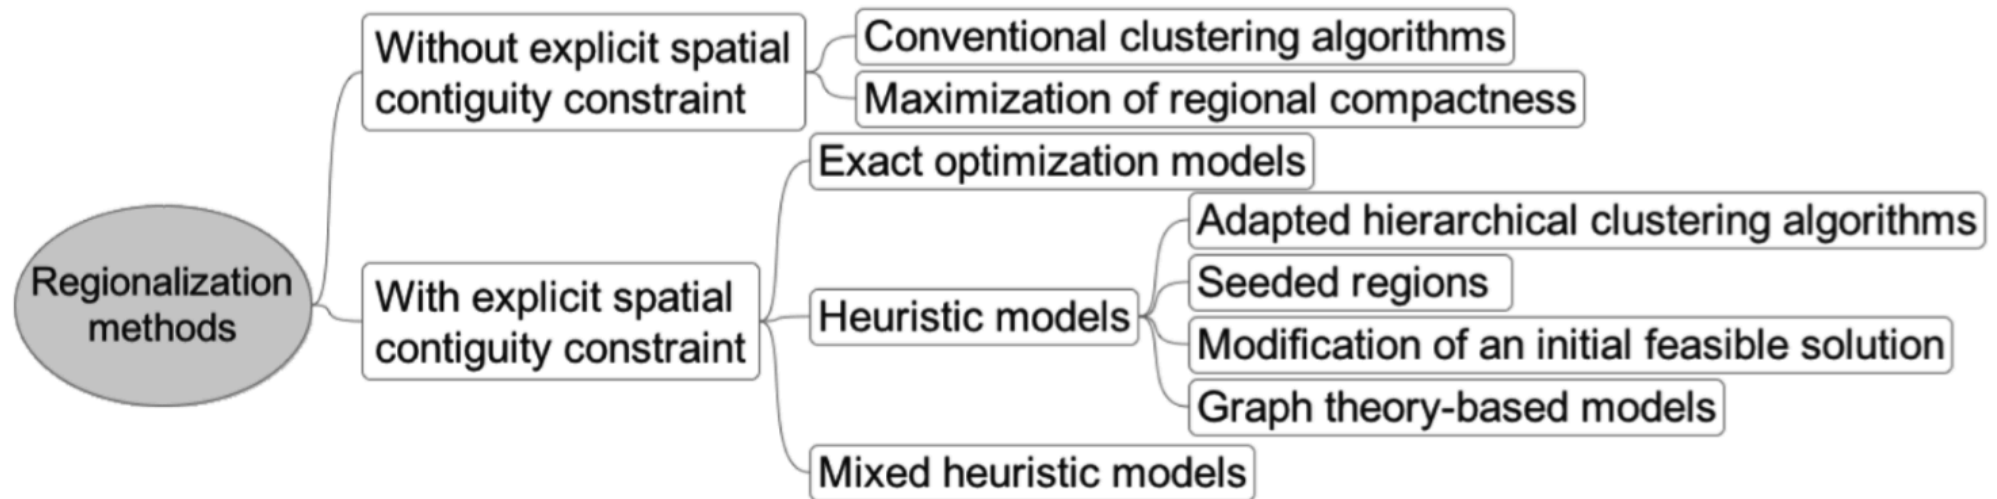 Regionalization
methods
Without explicit spatial
contiguity constraint
Conventional clustering algorithms
Maximization of regional compactness
With explicit spatial
contiguity constraint
Exact optimization models
Heuristic models
Adapted hierarchical clustering algorithms
Seeded regions
Modification of an initial feasible solution
Graph theory-based models
Mixed heuristic models